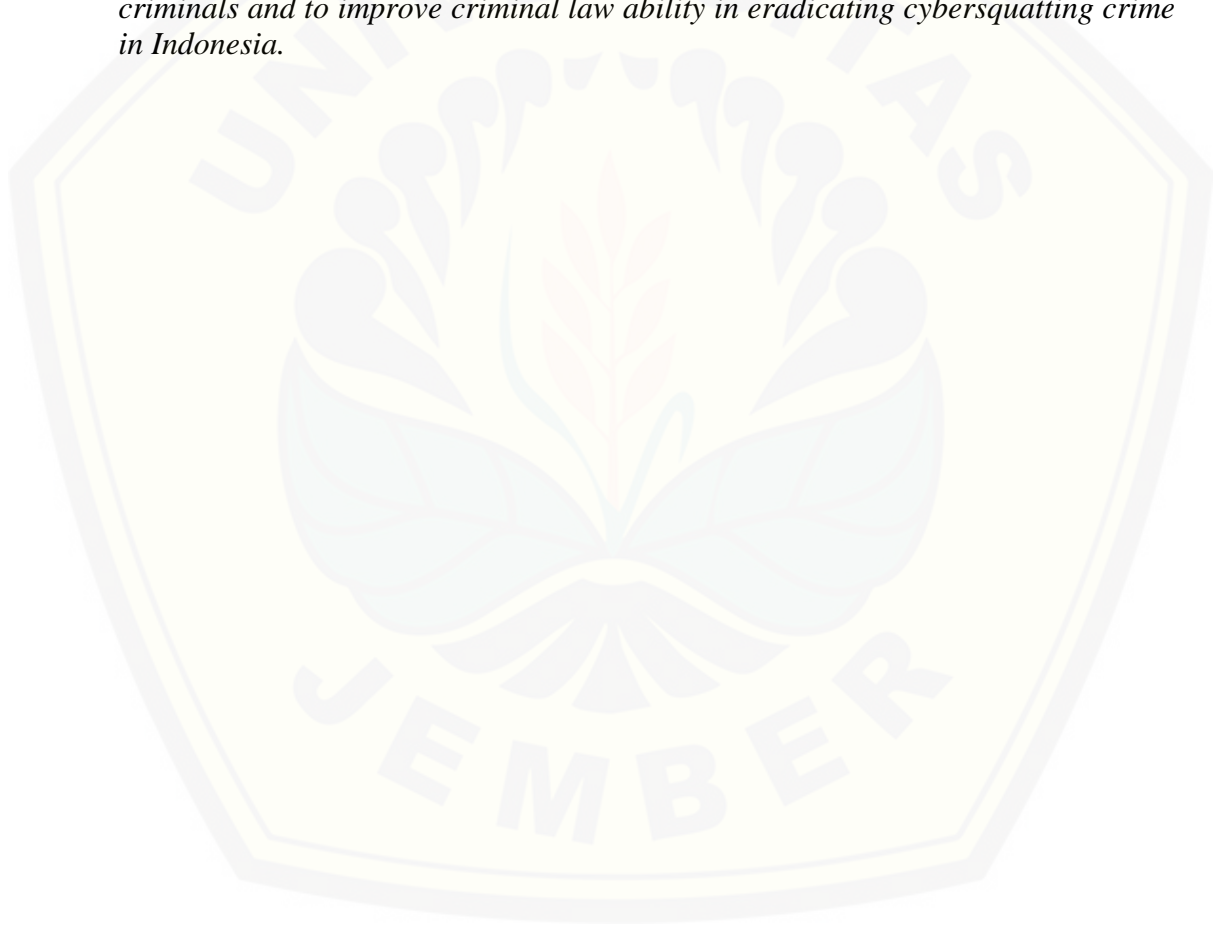 criminals and to improve criminal law ability in eradicating cybersquatting crime
in Indonesia.
UNIVERSITAS
JEMBER